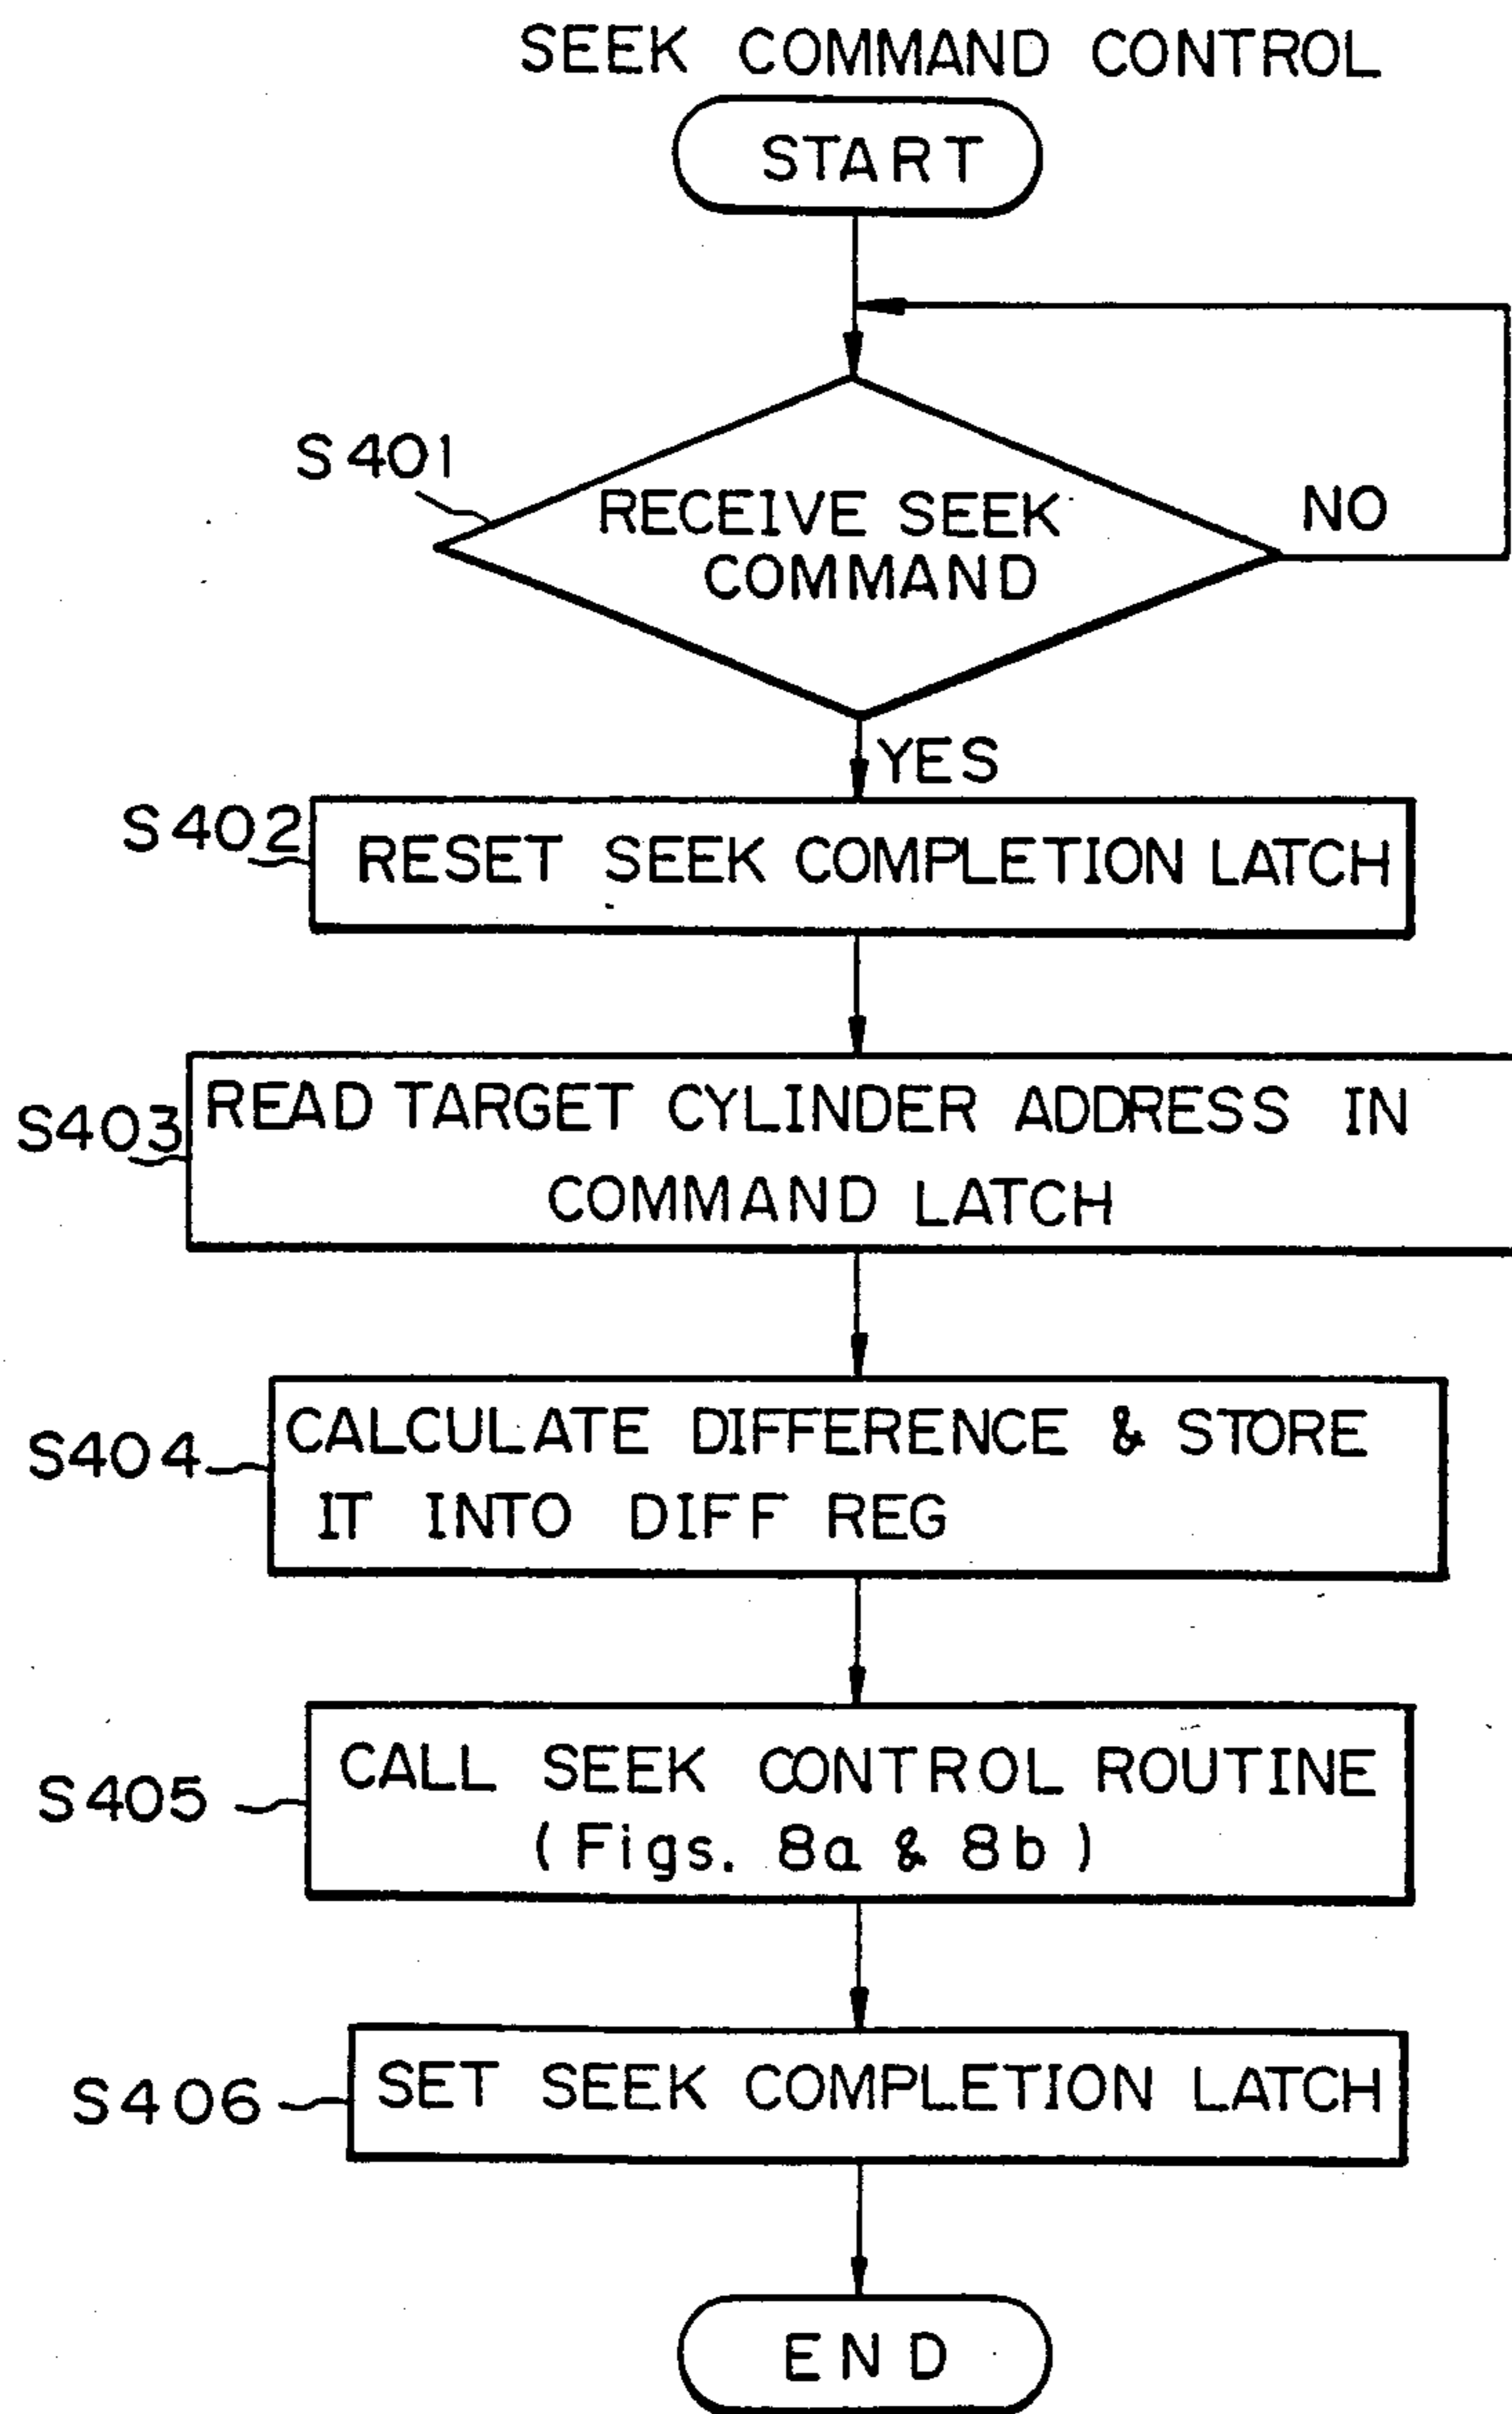 SEEK COMMAND CONTROL
START
S401
RECEIVE SEEK
COMMAND
NO
YES
S402
RESET SEEK COMPLETION LATCH
S403
READ TARGET CYLINDER ADDRESS IN
COMMAND LATCH
S404
CALCULATE DIFFERENCE & STORE
IT INTO DIFF REG
S405
CALL SEEK CONTROL ROUTINE
(Figs. 8a & 8b)
S406
SET SEEK COMPLETION LATCH
END